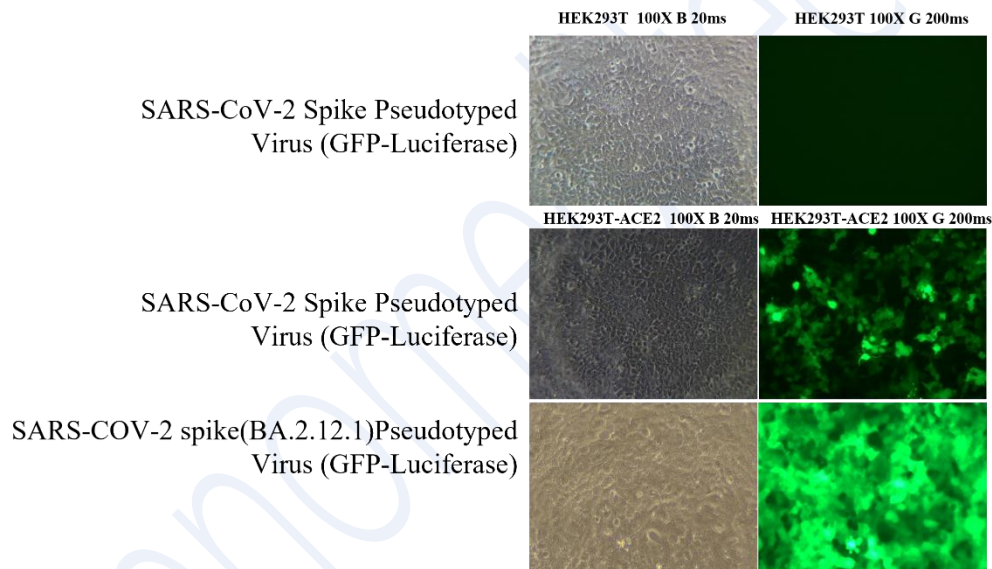 HEK293T 100X B 20ms
HEK293T 100X G 200ms
SARS-CoV-2 Spike Pseudotyped
Virus (GFP-Luciferase)
HEK293T-ACE2 100X B 20ms
HEK293T-ACE2 100X G 200ms
SARS-CoV-2 Spike Pseudotyped
Virus (GFP-Luciferase)
SARS-COV-2 spike(BA.2.12.1)Pseudotyped
Virus (GFP-Luciferase)